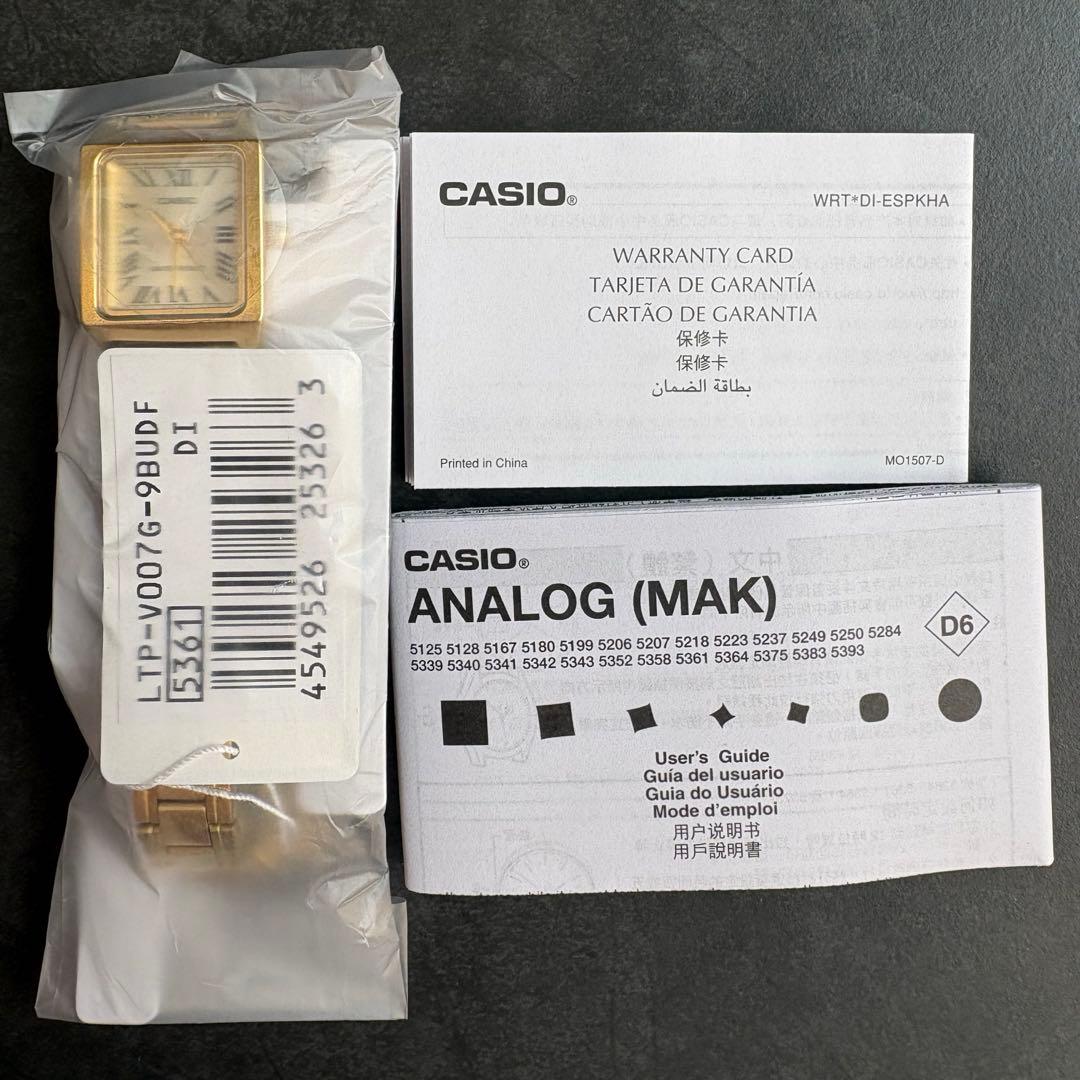 CASIO
LTP-V007G-9BUDF
DI
5361
4549526 25326 3
CASIO®
WRT*DI-ESPKHA
WARRANTY CARD
TARJETA DE GARANTÍA
CARTÃO DE GARANTIA
保修卡
保修卡
بطاقة الضمان
Printed in China
MO1507-D
CASIO®
ANALOG (MAK)
5125 5128 5167 5180 5199 5206 5207 5218 5223 5237 5249 5250 5284
5339 5340 5341 5342 5343 5352 5358 5361 5364 5375 5383 5393
D6
User's Guide
Guía del usuario
Guia do Usuário
Mode d'emploi
用户说明书
用戶說明書